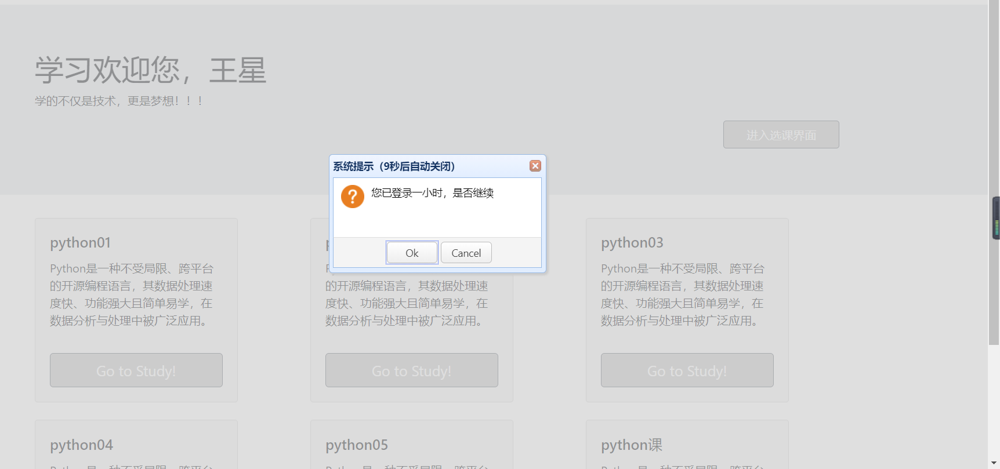 学习欢迎您，王星
学的不仅是技术，更是梦想！！！
进入选课界面
系统提示（9秒后自动关闭）
您已登录一小时，是否继续
Ok
Cancel
python01
Python是一种不受局限、跨平台
的开源编程语言，其数据处理速
度快、功能强大且简单易学，在
数据分析与处理中被广泛应用。
Go to Study!
的开源编程语言，其数据处理速
度快、功能强大且简单易学，在
数据分析与处理中被广泛应用。
Go to Study!
python03
Python是一种不受局限、跨平台
的开源编程语言，其数据处理速
度快、功能强大且简单易学，在
数据分析与处理中被广泛应用。
Go to Study!
python04
python05
python课